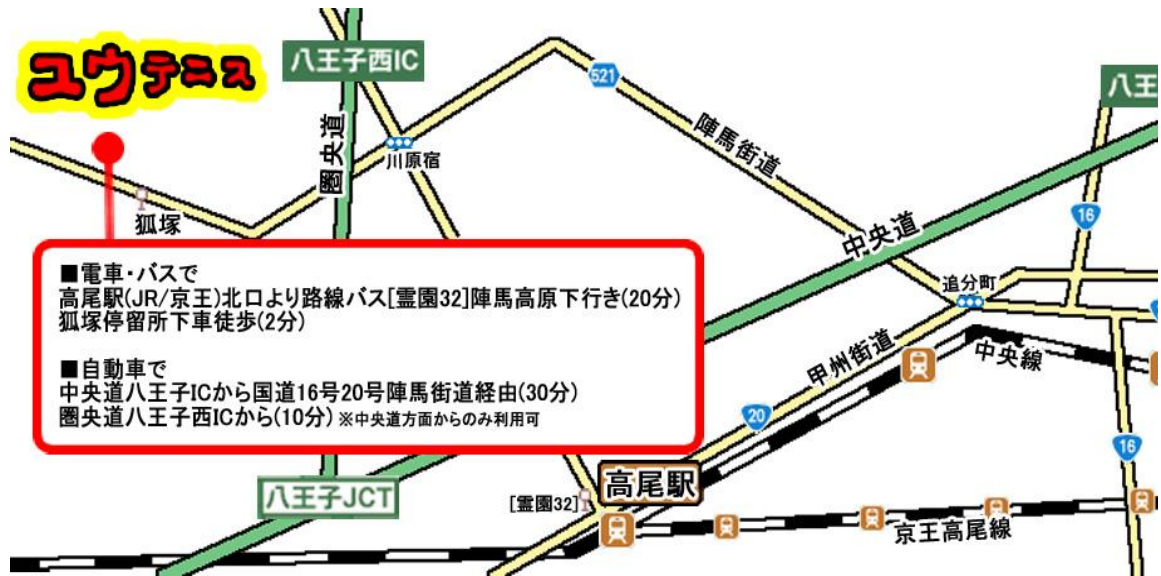 ユウテニス
八王子西IC
521
八王
圏央道
川原宿
陣馬街道
狐塚
16
中央道
■電車・バスで
高尾駅(JR/京王)北口より路線バス[霊園32]陣馬高原下行き(20分)
狐塚停留所下車徒歩(2分)
■自動車で
中央道八王子ICから国道16号20号陣馬街道経由(30分)
圏央道八王子西ICから(10分)※中央道方面からのみ利用可
追分町
甲州街道
中央線
20
16
八王子JCT
[霊園32]
高尾駅
京王高尾線